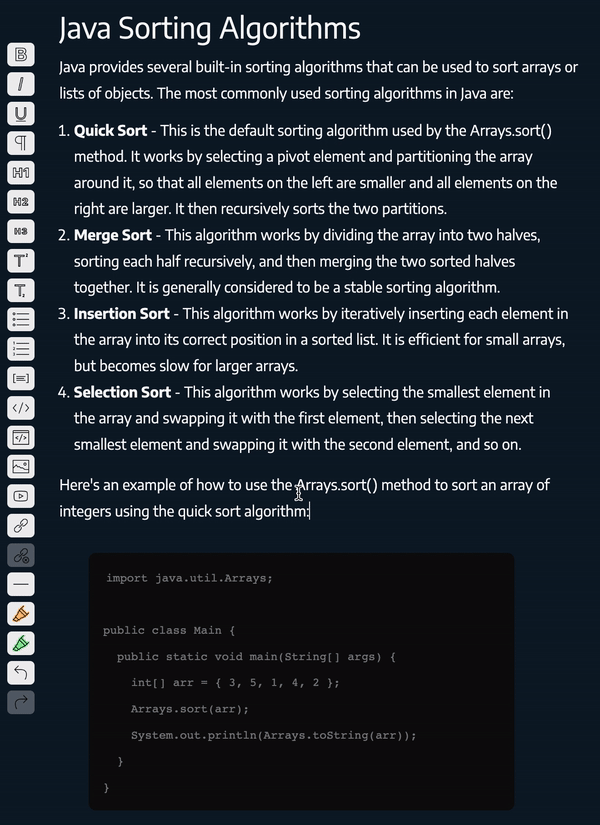 Java Sorting Algorithms
Java provides several built-in sorting algorithms that can be used to sort arrays or
lists of objects. The most commonly used sorting algorithms in Java are:
1. Quick Sort - This is the default sorting algorithm used by the Arrays.sort()
method. It works by selecting a pivot element and partitioning the array
around it, so that all elements on the left are smaller and all elements on the
right are larger. It then recursively sorts the two partitions.
2. Merge Sort - This algorithm works by dividing the array into two halves,
sorting each half recursively, and then merging the two sorted halves
together. It is generally considered to be a stable sorting algorithm.
3. Insertion Sort - This algorithm works by iteratively inserting each element in
the array into its correct position in a sorted list. It is efficient for small arrays,
but becomes slow for larger arrays.
4. Selection Sort - This algorithm works by selecting the smallest element in
the array and swapping it with the first element, then selecting the next
smallest element and swapping it with the second element, and so on.
Here's an example of how to use the Arrays.sort() method to sort an array of
integers using the quick sort algorithm:
import java.util.Arrays;
public class Main {
public static void main(String[] args) {
int[] arr = { 3, 5, 1, 4, 2 };
Arrays.sort(arr);
System.out.println(Arrays.toString(arr));
}
}
B
I
U
¶
H1
H2
H3
T
T